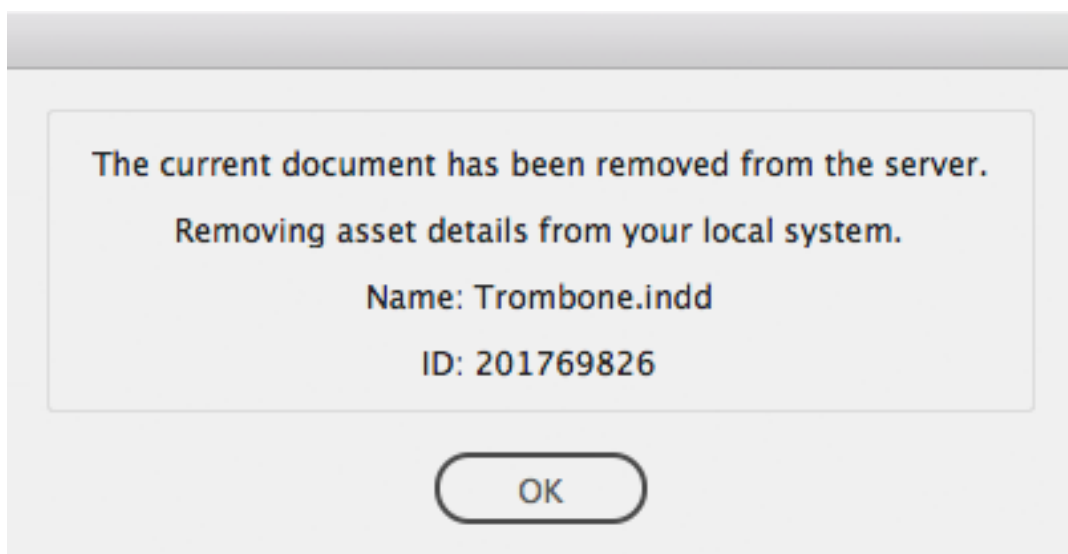 The current document has been removed from the server.
Removing asset details from your local system.
Name: Trombone.indd
ID: 201769826
OK